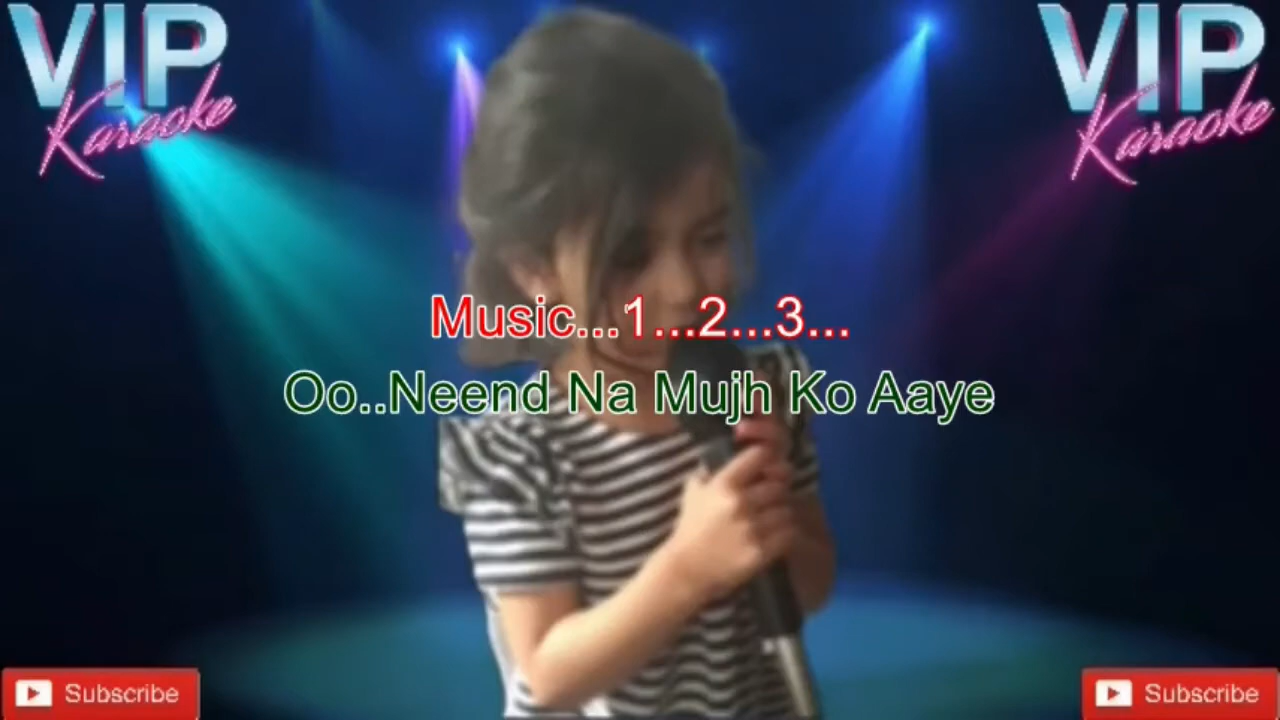 VIP
Karaoke
VIP
Karaoke
Music...1...2...3...
Oo..Neend Na Mujh Ko Aaye
Subscribe
Subscribe